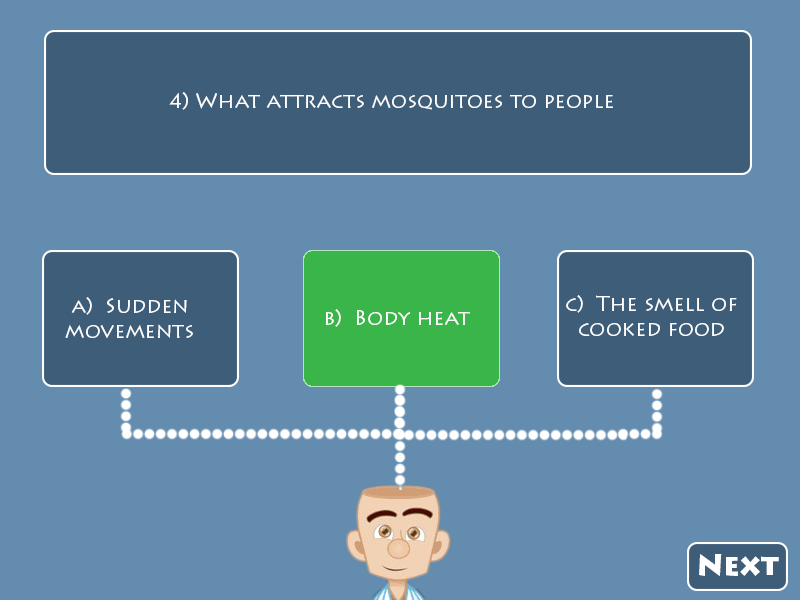 4) What attracts mosquitoes to people
a) Sudden
movements
b) Body heat
c) The smell of
cooked food
Next